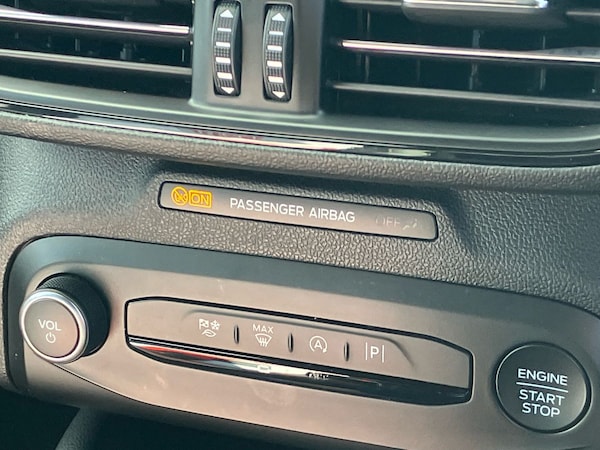 ON PASSENGER AIRBAG OFF
VOL
MAX
A
P
ENGINE
START
STOP